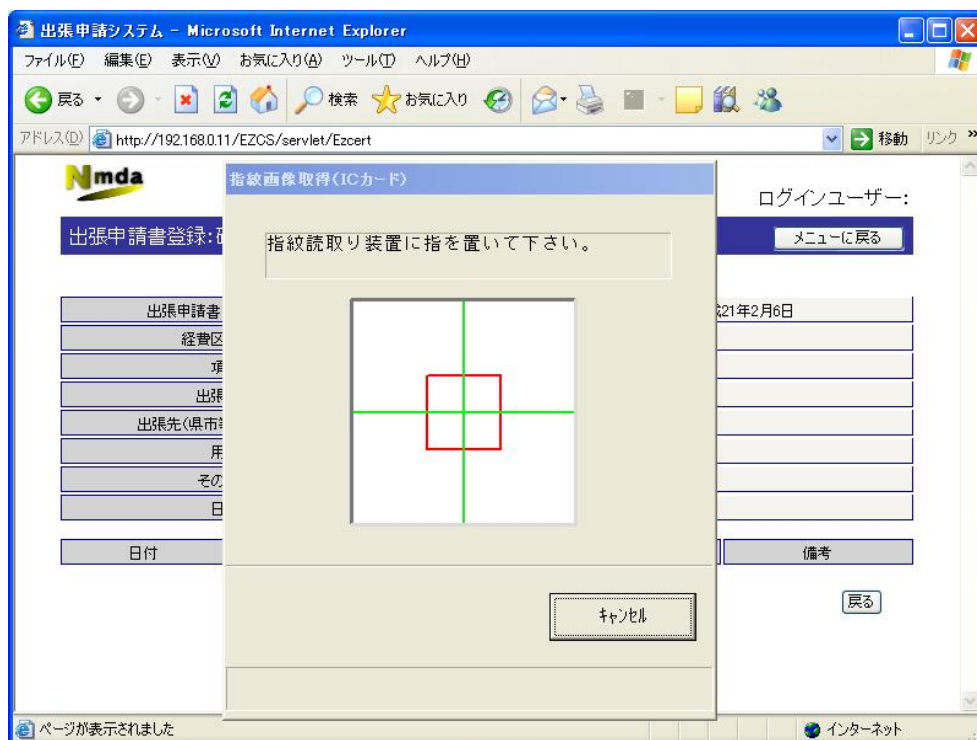 出張申請システム - Microsoft Internet Explorer
ファイル(F) 編集(E) 表示(V) お気に入り(A) ツール(T) ヘルプ(H)
戻る 検索 お気に入り
アドレス(D) http://192.168.0.11/EZCS/servlet/Ezcert 移動 リンク »
Nmda
指紋画像取得(ICカード)
ログインユーザー:
出張申請書登録:
メニューに戻る
指紋読取り装置に指を置いて下さい。
出張申請書
21年2月6日
経費区
項
出張
出張先(県市等
用
その
日
日付
備考
戻る
キャンセル
ページが表示されました インターネット